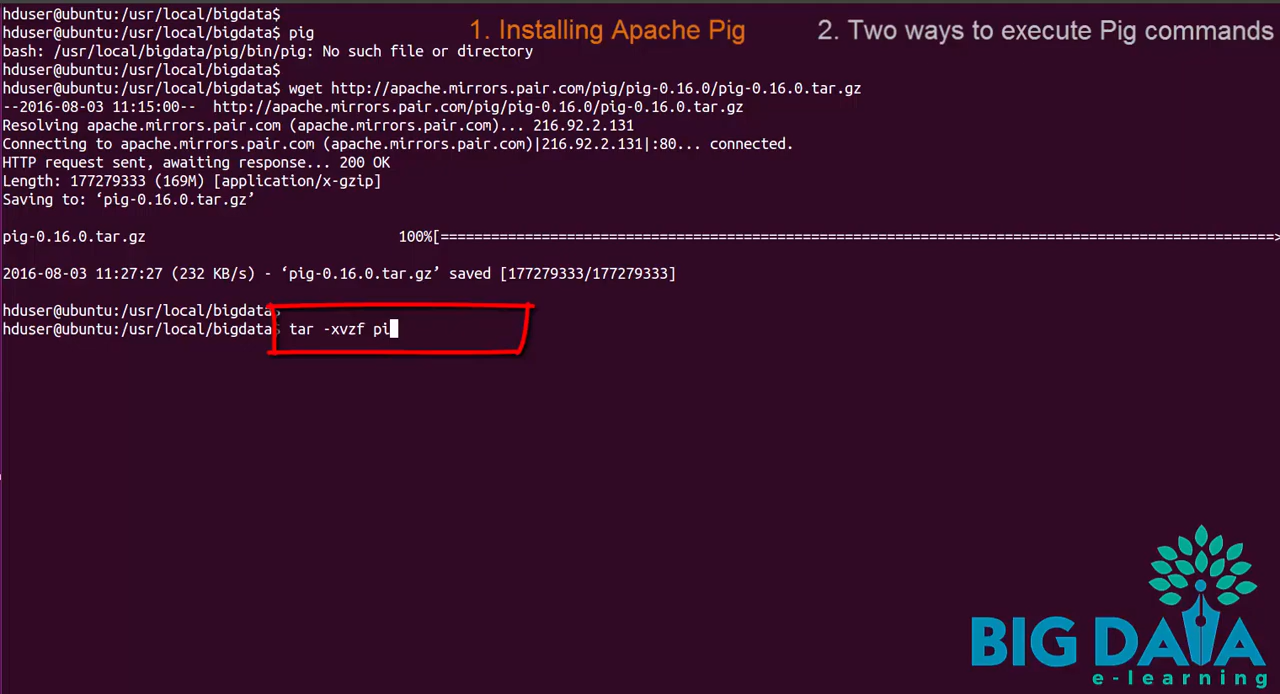 hduser@ubuntu:/usr/local/bigdata$
hduser@ubuntu:/usr/local/bigdata$ pig
1. Installing Apache Pig
2. Two ways to execute Pig commands
bash: /usr/local/bigdata/pig/bin/pig: No such file or directory
hduser@ubuntu:/usr/local/bigdata$
hduser@ubuntu:/usr/local/bigdata$ wget http://apache.mirrors.pair.com/pig/pig-0.16.0/pig-0.16.0.tar.gz
--2016-08-03 11:15:00-- http://apache.mirrors.pair.com/pig/pig-0.16.0/pig-0.16.0.tar.gz
Resolving apache.mirrors.pair.com (apache.mirrors.pair.com)... 216.92.2.131
Connecting to apache.mirrors.pair.com (apache.mirrors.pair.com)|216.92.2.131|:80... connected.
HTTP request sent, awaiting response... 200 OK
Length: 177279333 (169M) [application/x-gzip]
Saving to: ‘pig-0.16.0.tar.gz’
pig-0.16.0.tar.gz 100%[====================================================================================================>
2016-08-03 11:27:27 (232 KB/s) - ‘pig-0.16.0.tar.gz’ saved [177279333/177279333]
hduser@ubuntu:/usr/local/bigdata$
hduser@ubuntu:/usr/local/bigdata$ tar -xvzf pi
BIG DATA
e-learning